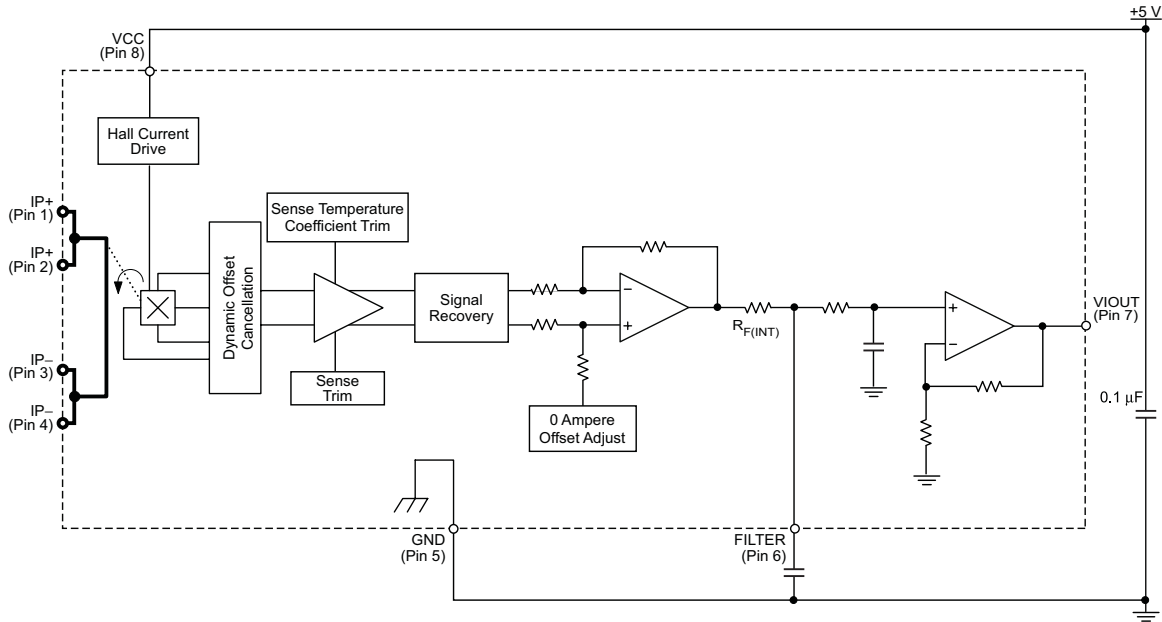 +5 V
VCC
(Pin 8)
Hall Current
Drive
IP+
(Pin 1)
IP+
(Pin 2)
IP–
(Pin 3)
IP–
(Pin 4)
Dynamic Offset
Cancellation
Sense Temperature
Coefficient Trim
Sense
Trim
Signal
Recovery
0 Ampere
Offset Adjust
–
+
RF(INT)
+
–
VIOUT
(Pin 7)
0.1 µF
GND
(Pin 5)
FILTER
(Pin 6)